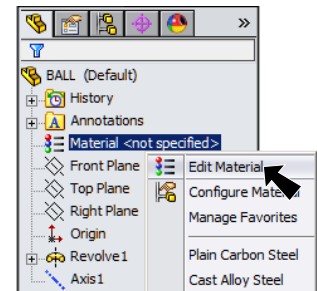 »
BALL (Default)
History
A Annotations
Material <not specified>
Front Plane
Edit Material
Top Plane
Configure Material
Right Plane
Manage Favorites
Origin
Revolve1
Plain Carbon Steel
Axis1
Cast Alloy Steel